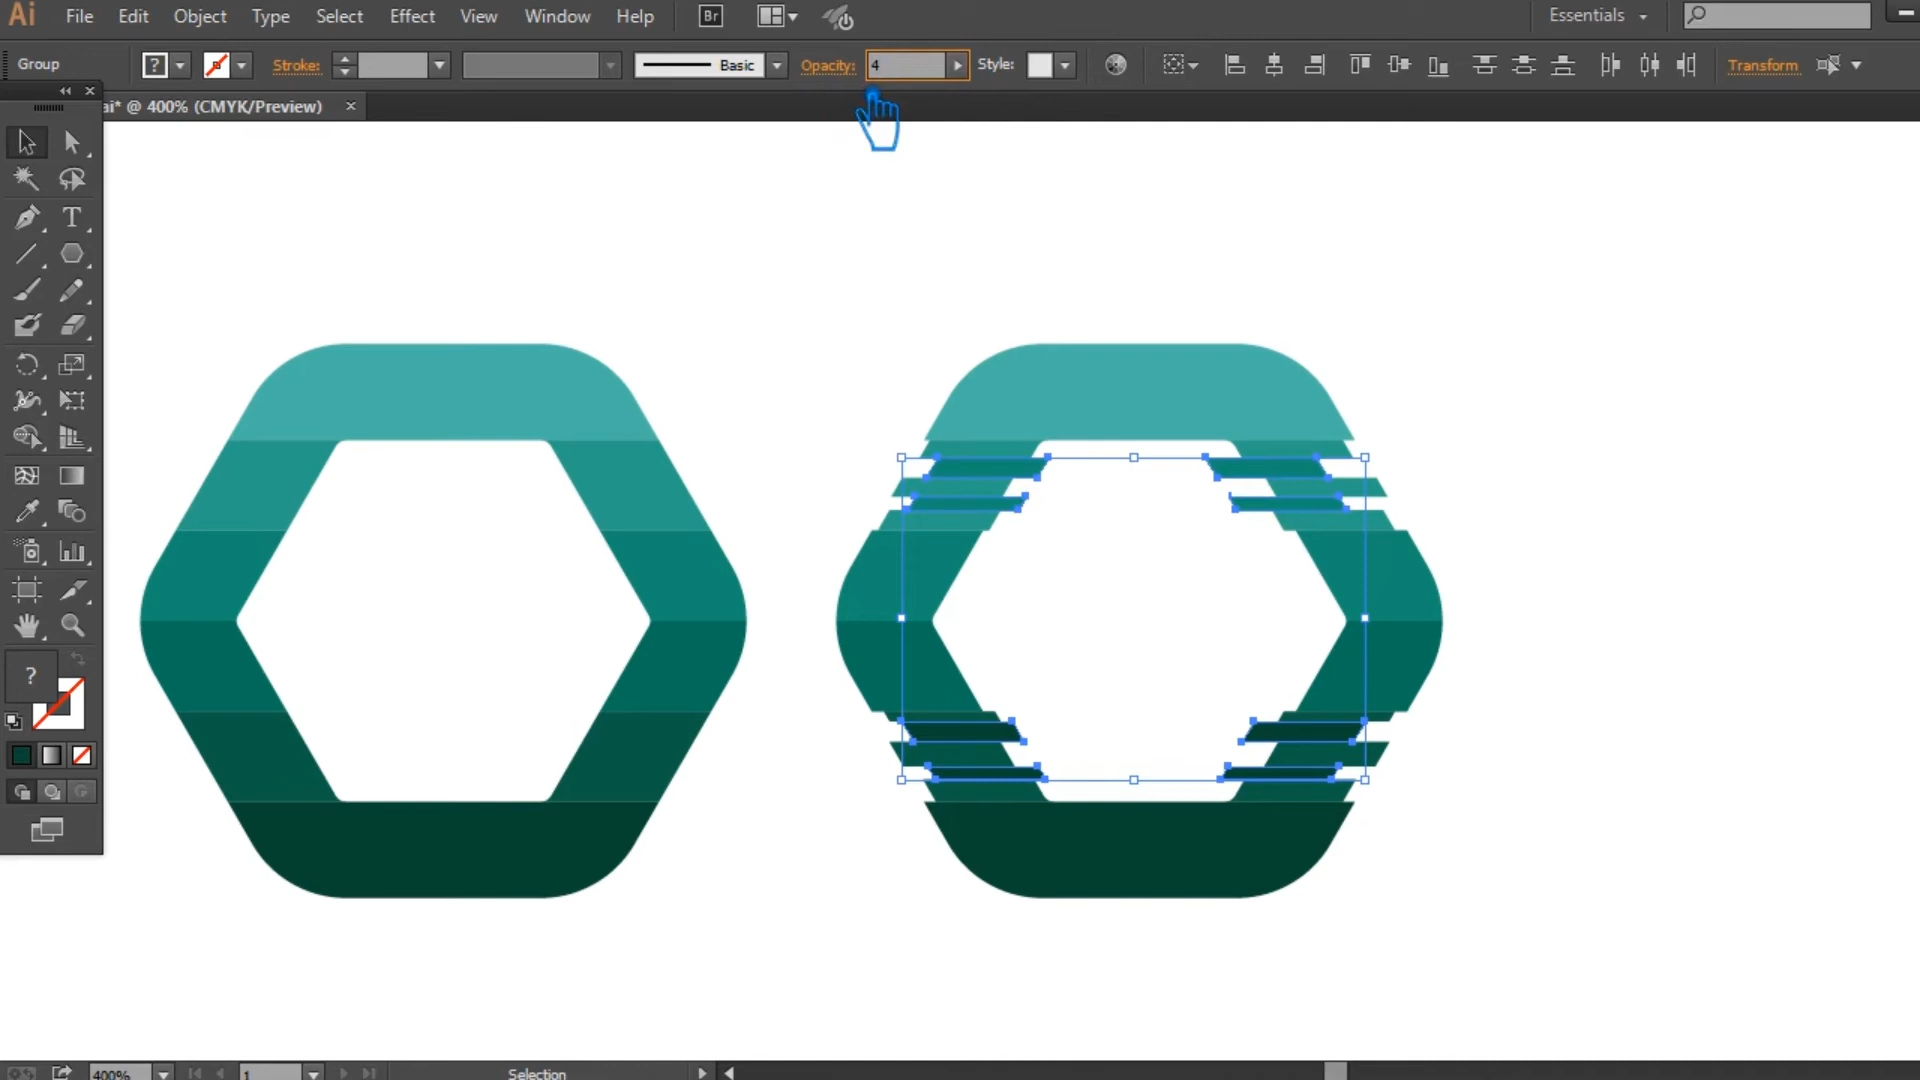 Ai File Edit Object Type Select Effect View Window Help Br Essentials
Group ? Stroke: Basic Opacity: 4 Style: Transform
ai* @ 400% (CMYK/Preview) ×
T
?
400% 1 Selection